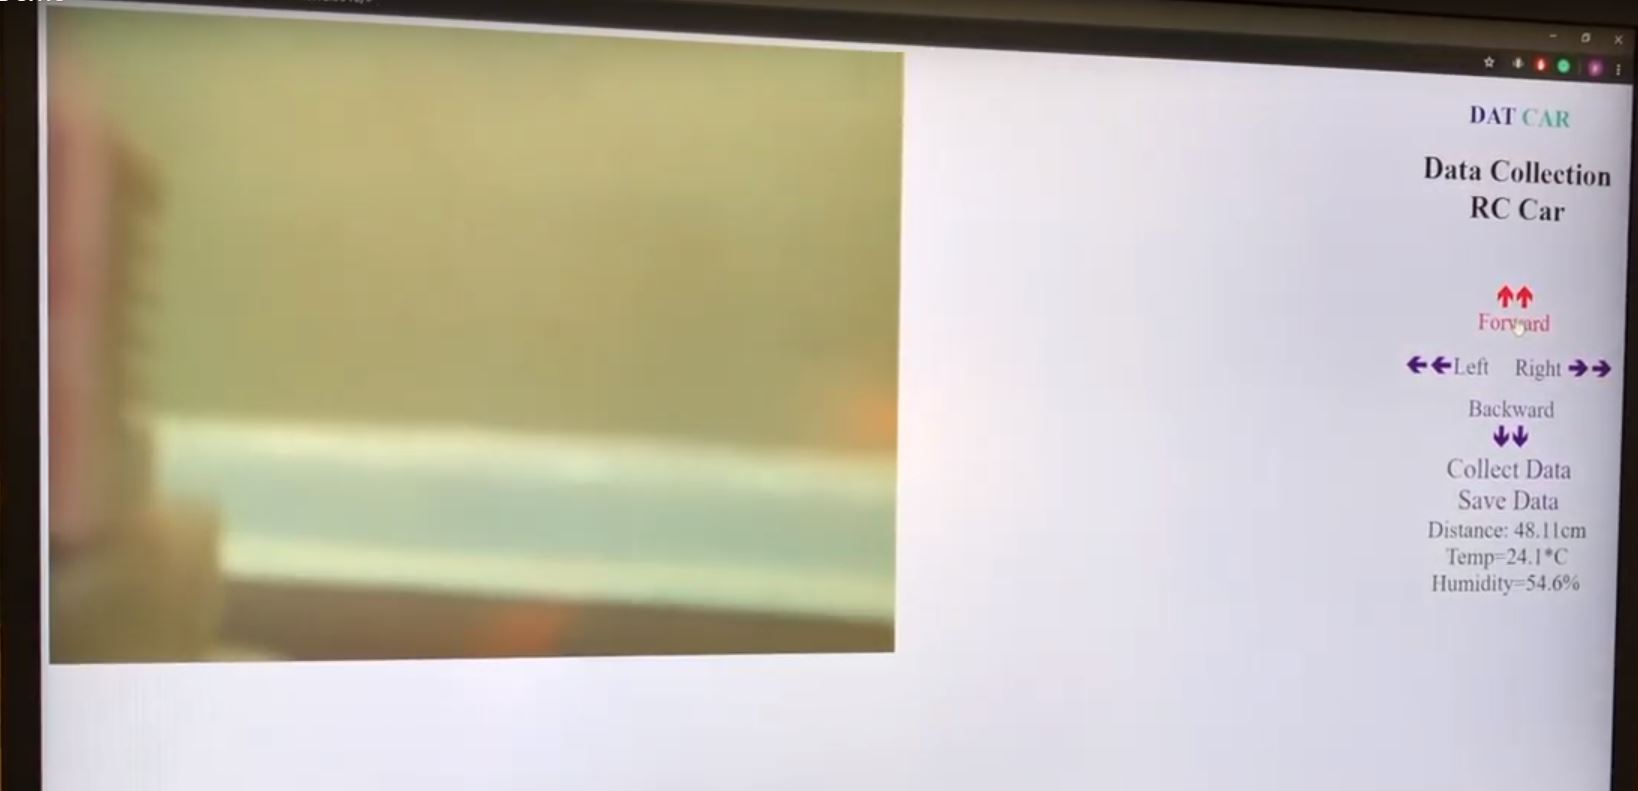 DAT CAR
Data Collection
RC Car
Forward
Left Right
Backward
Collect Data
Save Data
Distance: 48.11cm
Temp=24.1*C
Humidity=54.6%